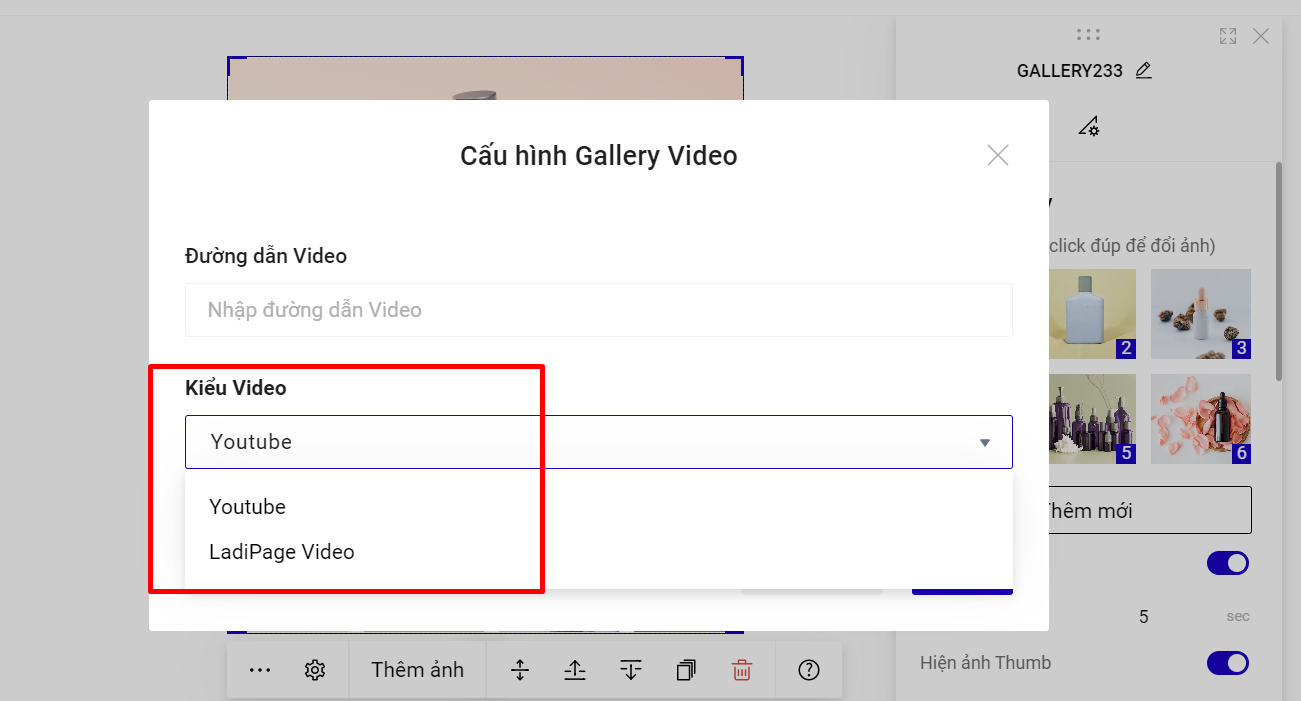 GALLERY233
Cấu hình Gallery Video
click đúp để đổi ảnh)
Đường dẫn Video
Nhập đường dẫn Video
2
3
Kiểu Video
Youtube
5
6
Youtube
Thêm mới
LadiPage Video
5 sec
Hiện ảnh Thumb
Thêm ảnh